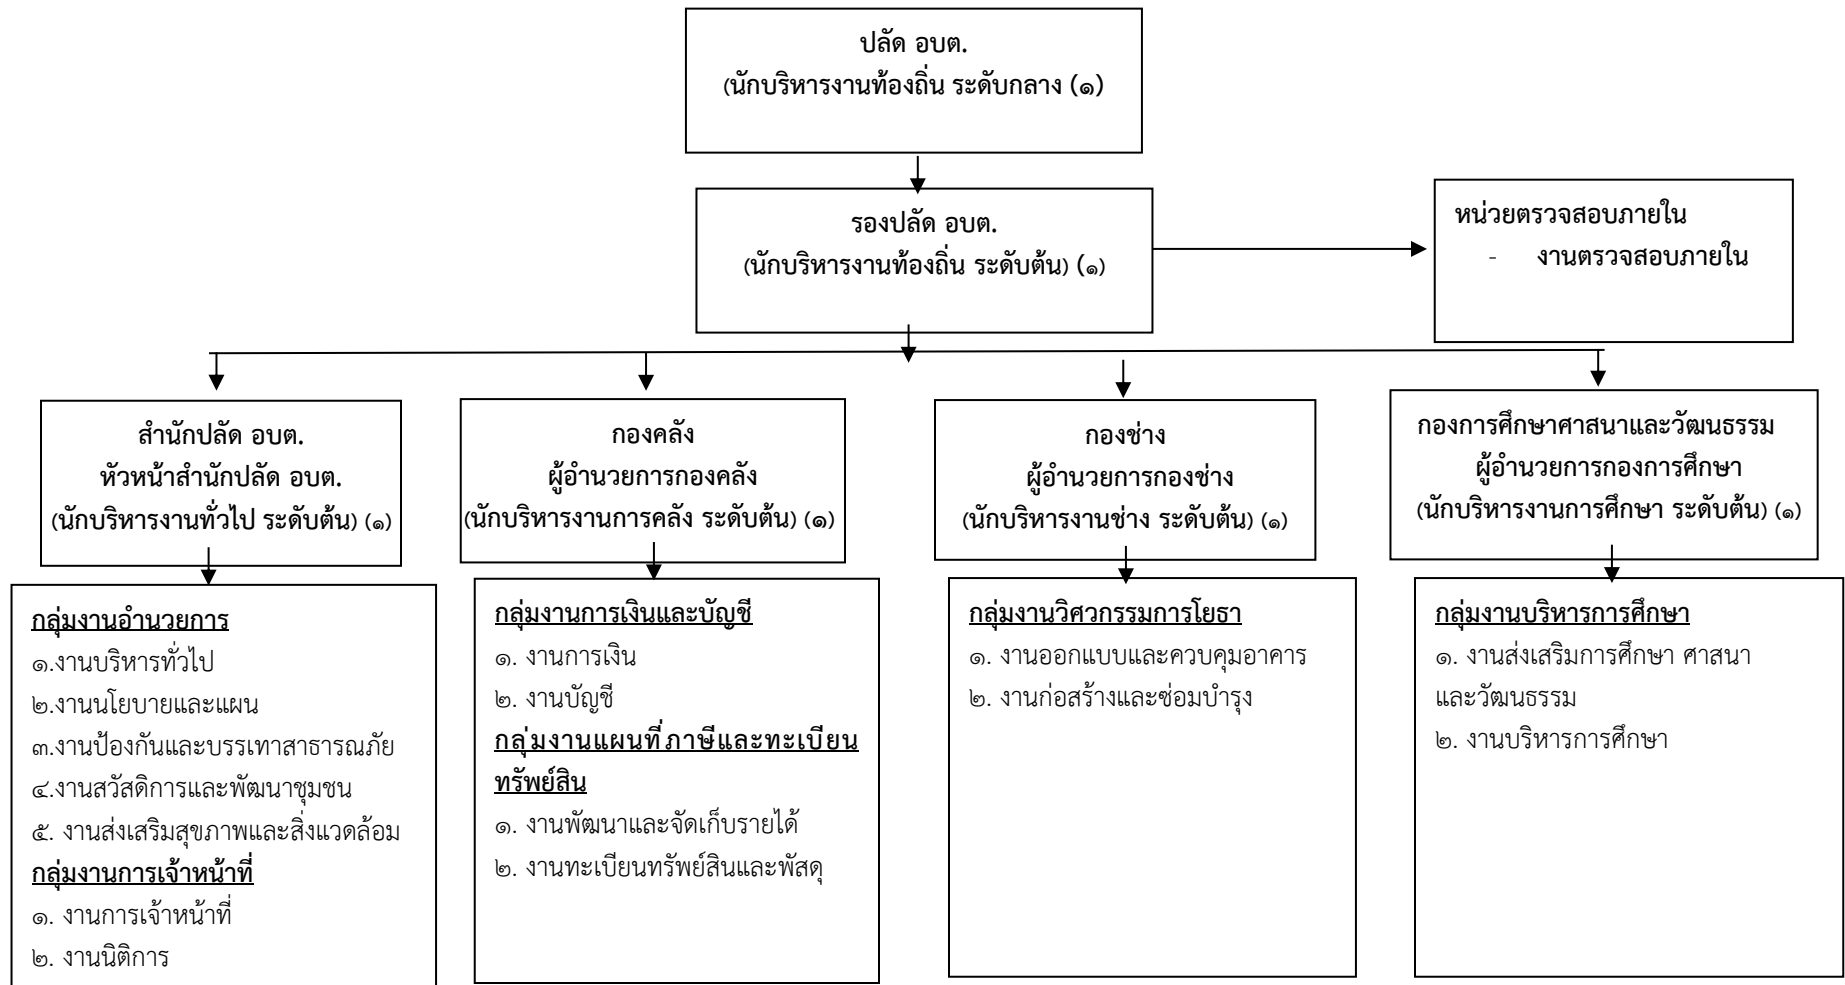 ปลัด อบต.
(นักบริหารงานท้องถิ่น ระดับกลาง (๑)
รองปลัด อบต.
(นักบริหารงานท้องถิ่น ระดับต้น) (๑)
หน่วยตรวจสอบภายใน
- งานตรวจสอบภายใน
สำนักปลัด อบต.
หัวหน้าสำนักปลัด อบต.
(นักบริหารงานทั่วไป ระดับต้น) (๑)
กองคลัง
ผู้อำนวยการกองคลัง
(นักบริหารงานการคลัง ระดับต้น) (๑)
กองช่าง
ผู้อำนวยการกองช่าง
(นักบริหารงานช่าง ระดับต้น) (๑)
กองการศึกษาศาสนาและวัฒนธรรม
ผู้อำนวยการกองการศึกษา
(นักบริหารงานการศึกษา ระดับต้น) (๑)
กลุ่มงานอำนวยการ
๑.งานบริหารทั่วไป
๒.งานนโยบายและแผน
๓.งานป้องกันและบรรเทาสาธารณภัย
๔.งานสวัสดิการและพัฒนาชุมชน
๕. งานส่งเสริมสุขภาพและสิ่งแวดล้อม
กลุ่มงานการเจ้าหน้าที่
๑. งานการเจ้าหน้าที่
๒. งานนิติการ
กลุ่มงานการเงินและบัญชี
๑. งานการเงิน
๒. งานบัญชี
กลุ่มงานแผนที่ภาษีและทะเบียน
ทรัพย์สิน
๑. งานพัฒนาและจัดเก็บรายได้
๒. งานทะเบียนทรัพย์สินและพัสดุ
กลุ่มงานวิศวกรรมการโยธา
๑. งานออกแบบและควบคุมอาคาร
๒. งานก่อสร้างและซ่อมบำรุง
กลุ่มงานบริหารการศึกษา
๑. งานส่งเสริมการศึกษา ศาสนา
และวัฒนธรรม
๒. งานบริหารการศึกษา